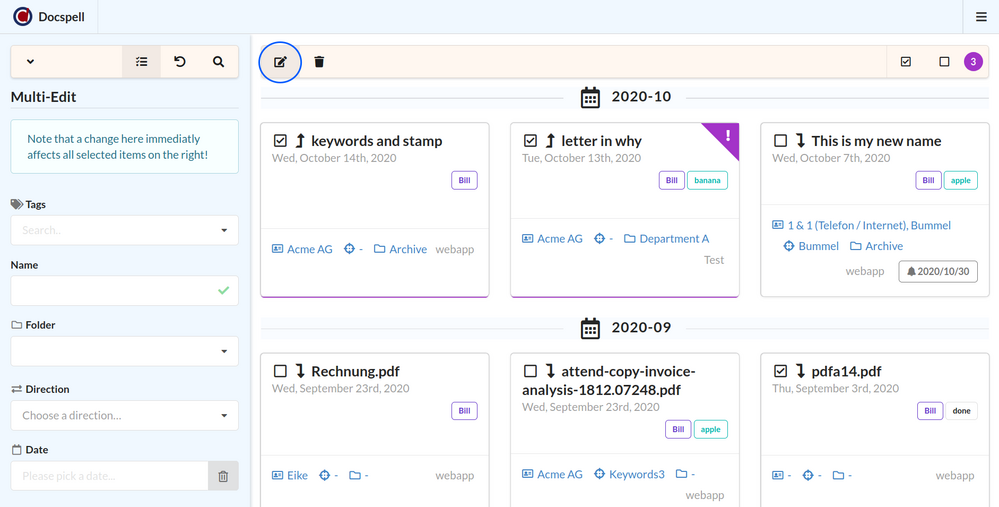 Docspell
3
Multi-Edit
Note that a change here immediatly
affects all selected items on the right!
Tags
Search..
Name
Folder
Direction
Choose a direction...
Date
Please pick a date...
2020-10
keywords and stamp
Wed, October 14th, 2020
Bill
Acme AG - Archive webapp
letter in why
Tue, October 13th, 2020
Bill banana
Acme AG - Department A
Test
!
This is my new name
Wed, October 7th, 2020
Bill apple
1 & 1 (Telefon / Internet), Bummel
Bummel Archive
webapp 2020/10/30
2020-09
Rechnung.pdf
Wed, September 23rd, 2020
Bill
Eike - - webapp
attend-copy-invoice-
analysis-1812.07248.pdf
Wed, September 23rd, 2020
Bill apple
Acme AG Keywords3 -
webapp
pdfa14.pdf
Thu, September 3rd, 2020
Bill done
- - - webapp